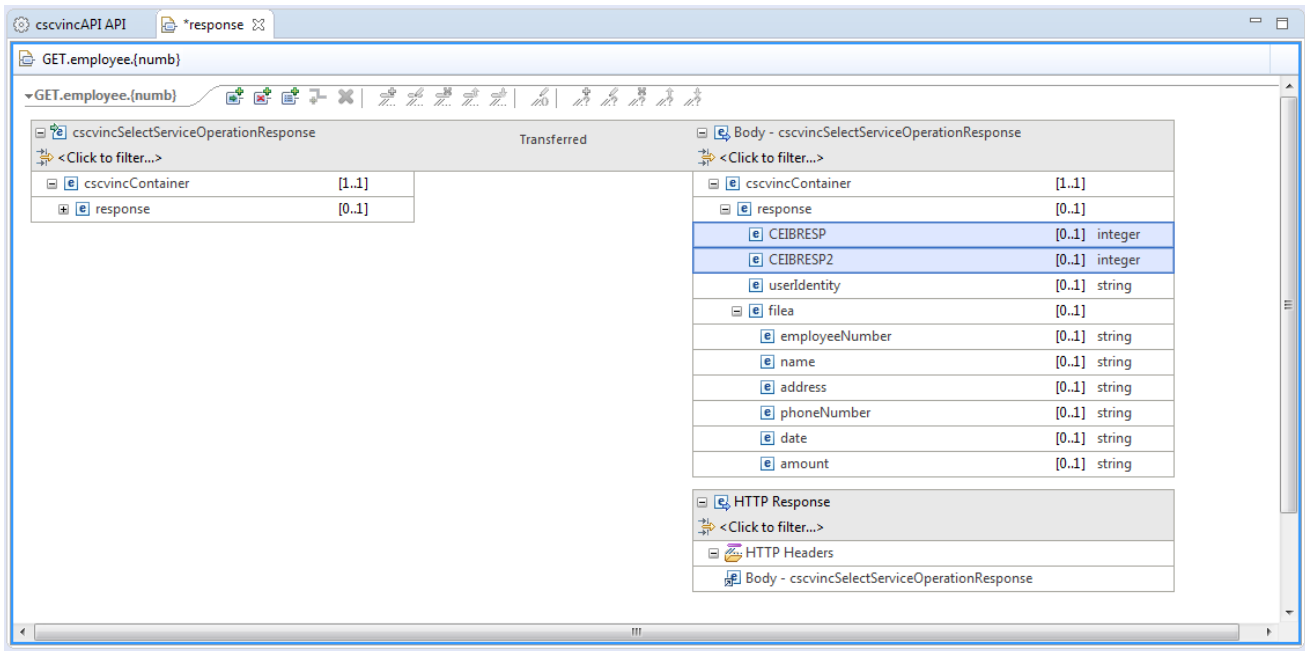 cscvincAPI API *response
GET.employee.{numb}
GET.employee.{numb}
cscvincSelectServiceOperationResponse Transferred Body - cscvincSelectServiceOperationResponse
<Click to filter...> <Click to filter...>
cscvincContainer [1..1] cscvincContainer [1..1]
response [0..1] response [0..1]
CEIBRESP [0..1] integer
CEIBRESP2 [0..1] integer
userIdentity [0..1] string
filea [0..1]
employeeNumber [0..1] string
name [0..1] string
address [0..1] string
phoneNumber [0..1] string
date [0..1] string
amount [0..1] string
HTTP Response
<Click to filter...>
HTTP Headers
Body - cscvincSelectServiceOperationResponse